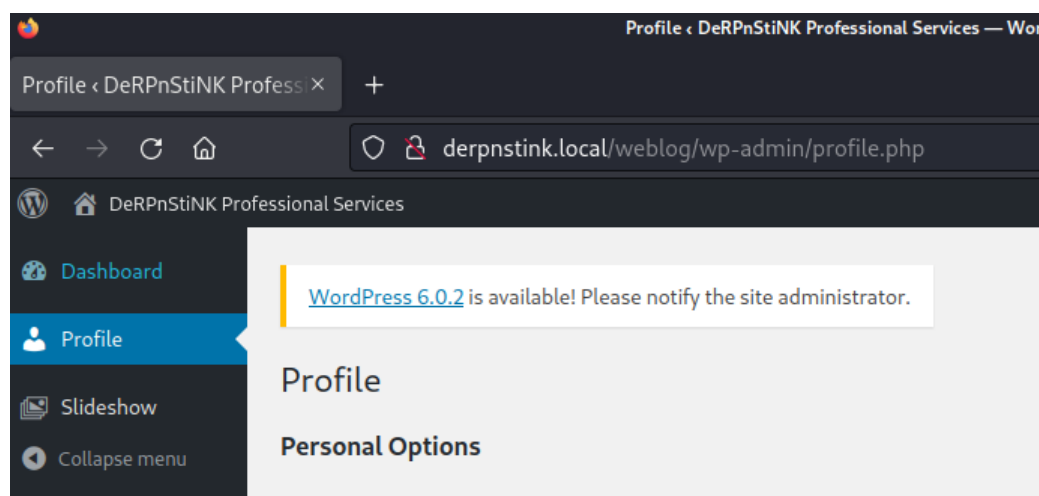 Profile ‹ DeRPnStiNK Professional Services — Wor
Profile ‹ DeRPnStiNK Profess
derpnstink.local/weblog/wp-admin/profile.php
DeRPnStiNK Professional Services
Dashboard
WordPress 6.0.2 is available! Please notify the site administrator.
Profile
Profile
Slideshow
Personal Options
Collapse menu